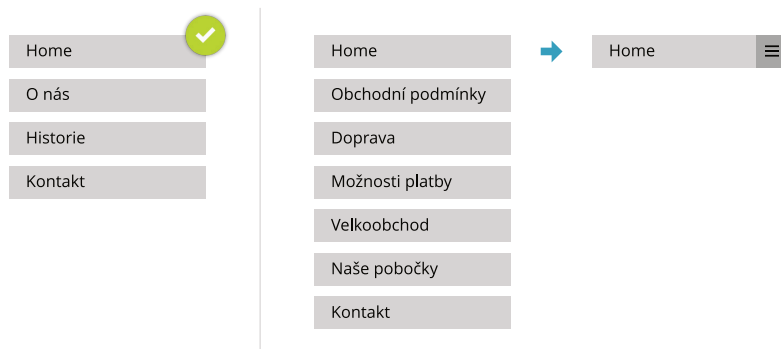 Home
O nás
Historie
Kontakt
Home
Obchodní podmínky
Doprava
Možnosti platby
Velkoobchod
Naše pobočky
Kontakt
Home